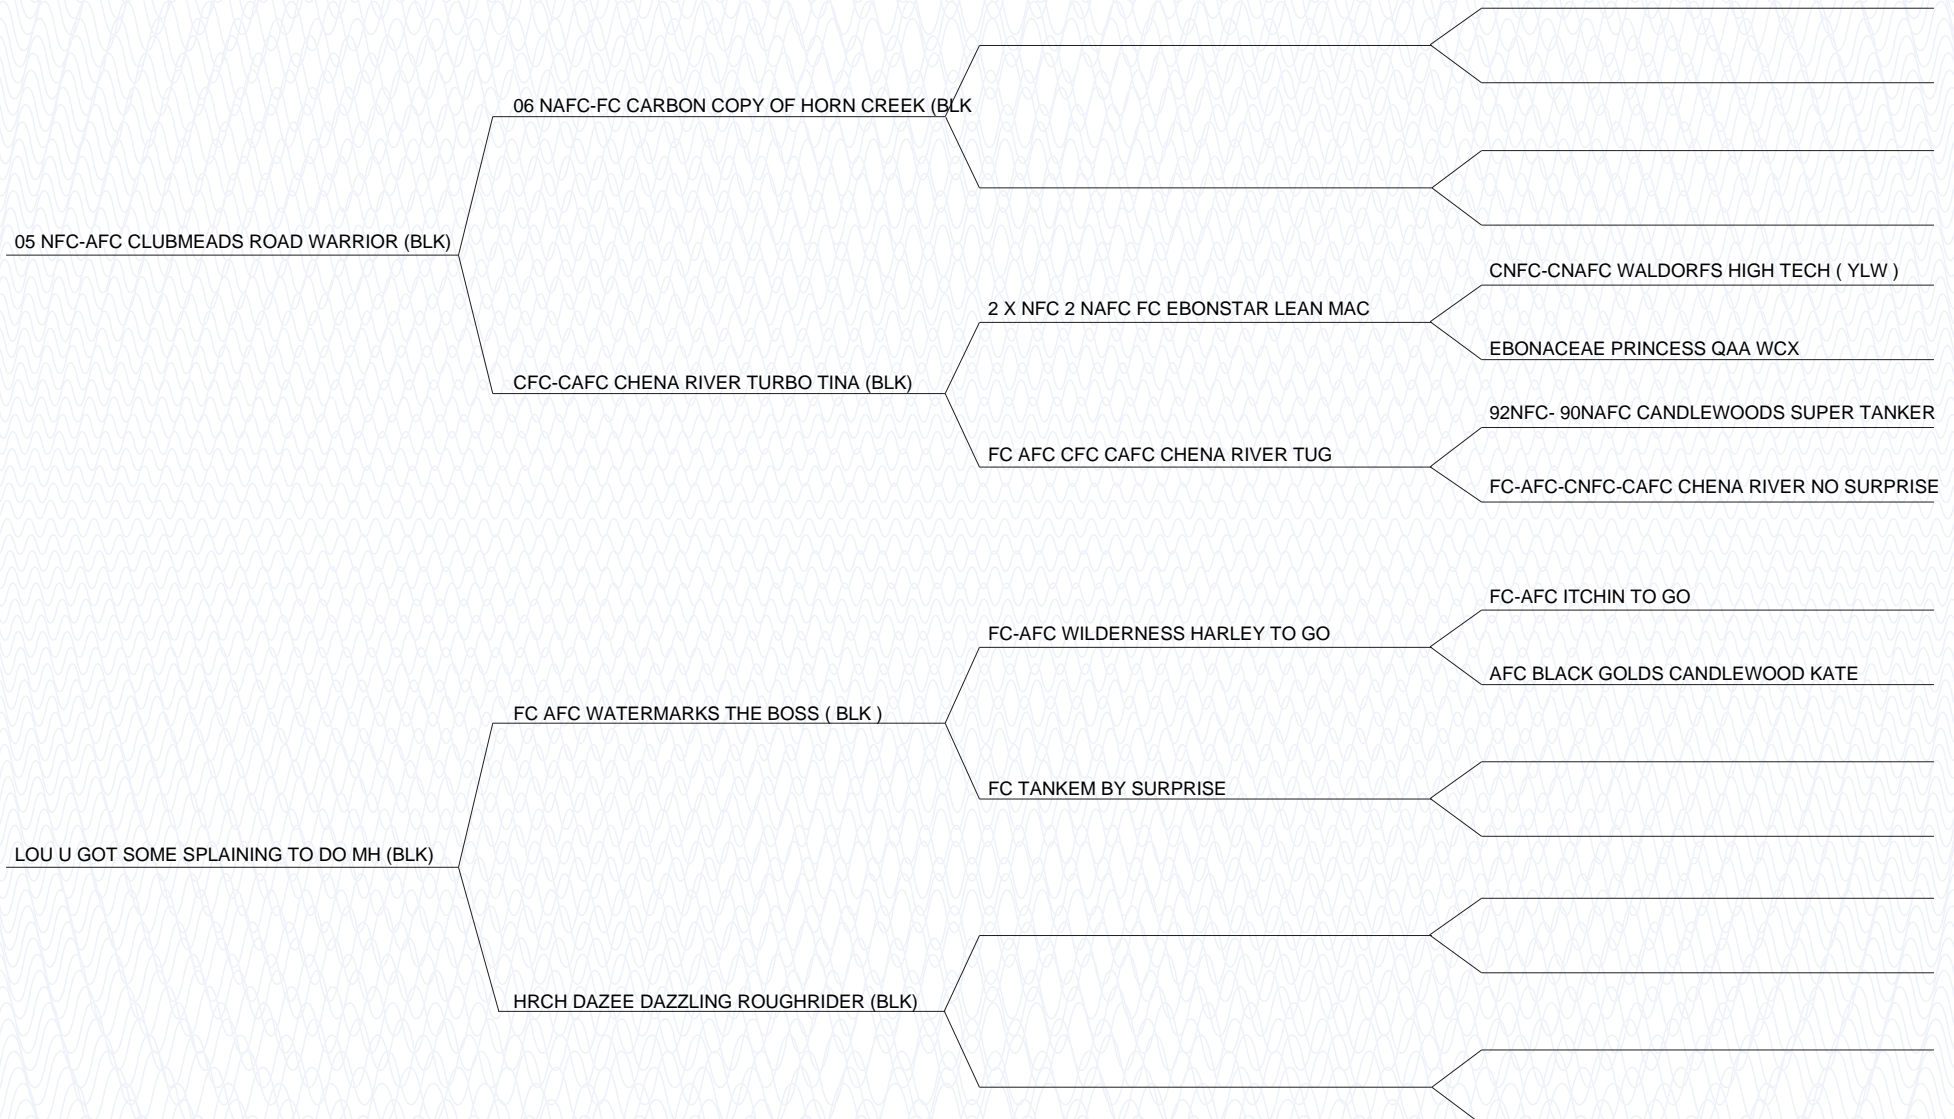 06 NAFC-FC CARBON COPY OF HORN CREEK (BLK
05 NFC-AFC CLUBMEADS ROAD WARRIOR (BLK)
CNFC-CNAFC WALDORFS HIGH TECH ( YLW )
2 X NFC 2 NAFC FC EBONSTAR LEAN MAC
EBONACEAE PRINCESS QAA WCX
CFC-CAFC CHENA RIVER TURBO TINA (BLK)
92NFC- 90NAFC CANDLEWOODS SUPER TANKER
FC AFC CFC CAFC CHENA RIVER TUG
FC-AFC-CNFC-CAFC CHENA RIVER NO SURPRISE
FC-AFC ITCHIN TO GO
FC-AFC WILDERNESS HARLEY TO GO
AFC BLACK GOLDS CANDLEWOOD KATE
FC AFC WATERMARKS THE BOSS ( BLK )
FC TANKEM BY SURPRISE
LOU U GOT SOME SPLAINING TO DO MH (BLK)
HRCH DAZEE DAZZLING ROUGHRIDER (BLK)